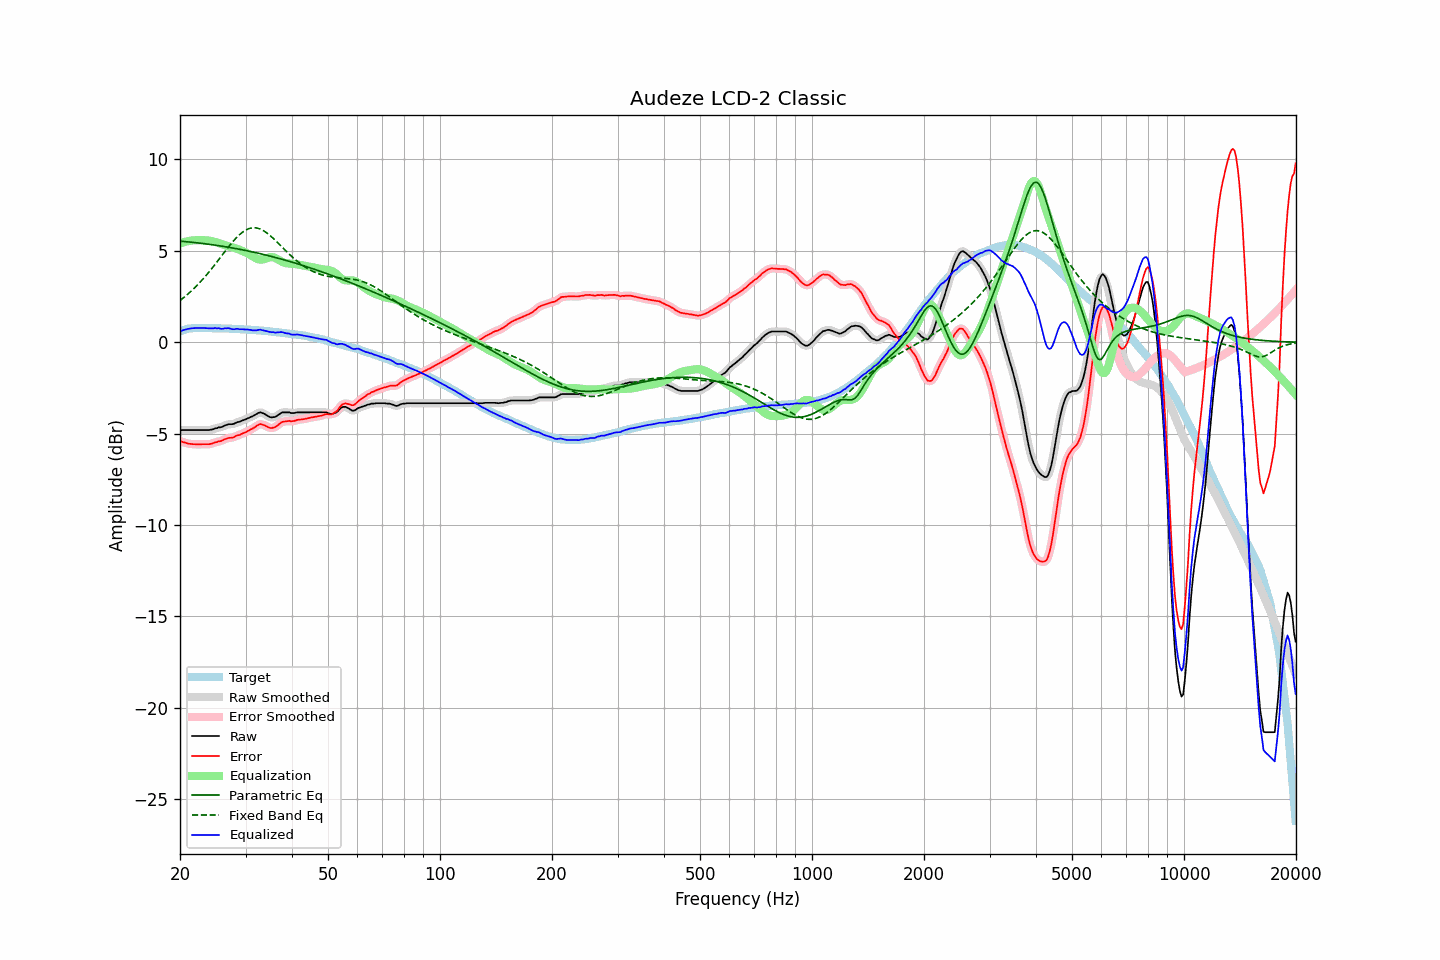 Audeze LCD-2 Classic
Amplitude (dBr)
10
5
0
−5
−10
−15
−20
−25
Target
Raw Smoothed
Error Smoothed
Raw
Error
Equalization
Parametric Eq
Fixed Band Eq
Equalized
20 50 100 200 500 1000 2000 5000 10000 20000
Frequency (Hz)